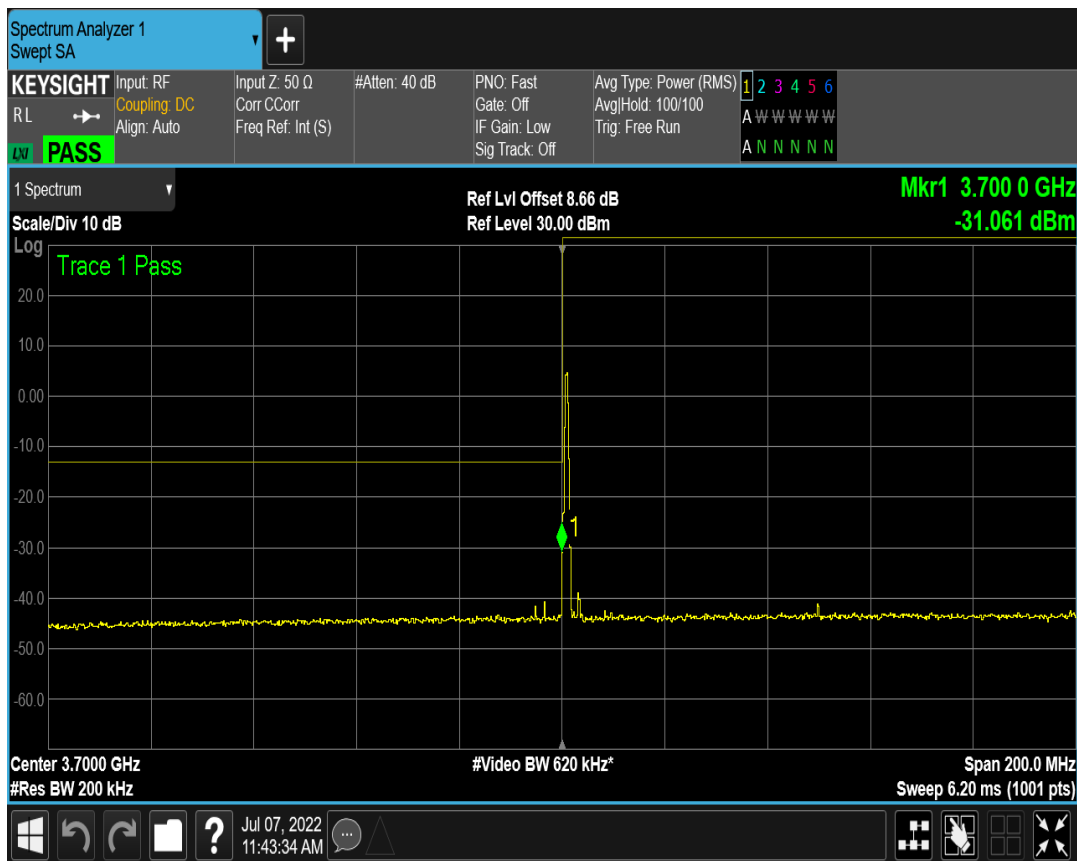 Spectrum Analyzer 1
Swept SA
+
KEYSIGHT
RL
LXI PASS
Input: RF
Coupling: DC
Align: Auto
Input Z: 50 Ω
Corr CCorr
Freq Ref: Int (S)
#Atten: 40 dB
PNO: Fast
Gate: Off
IF Gain: Low
Sig Track: Off
Avg Type: Power (RMS)
Avg|Hold: 100/100
Trig: Free Run
1 2 3 4 5 6
A W W W W W
A N N N N N
1 Spectrum
Scale/Div 10 dB
Ref Lvl Offset 8.66 dB
Ref Level 30.00 dBm
Mkr1 3.700 0 GHz
-31.061 dBm
Log
Trace 1 Pass
20.0
10.0
0.00
-10.0
-20.0
1
-30.0
-40.0
-50.0
-60.0
Center 3.7000 GHz
#Video BW 620 kHz*
Span 200.0 MHz
#Res BW 200 kHz
Sweep 6.20 ms (1001 pts)
?
Jul 07, 2022
11:43:34 AM